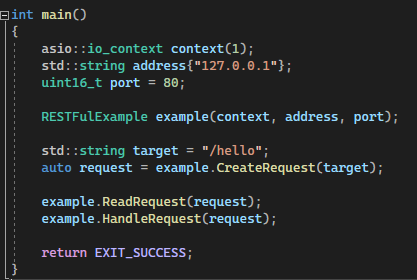 int main()
{
    asio::io_context context(1);
    std::string address{"127.0.0.1"};
    uint16_t port = 80;

    RESTFulExample example(context, address, port);

    std::string target = "/hello";
    auto request = example.CreateRequest(target);

    example.ReadRequest(request);
    example.HandleRequest(request);

    return EXIT_SUCCESS;
}